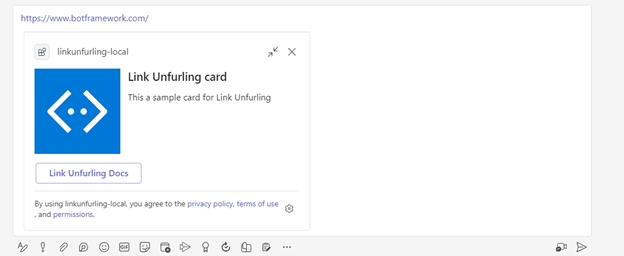 https://www.botframework.com/
linkunfurling-local
Link Unfurling card
This a sample card for Link Unfurling
Link Unfurling Docs
By using linkunfurling-local, you agree to the privacy policy, terms of use
, and permissions.
GIF